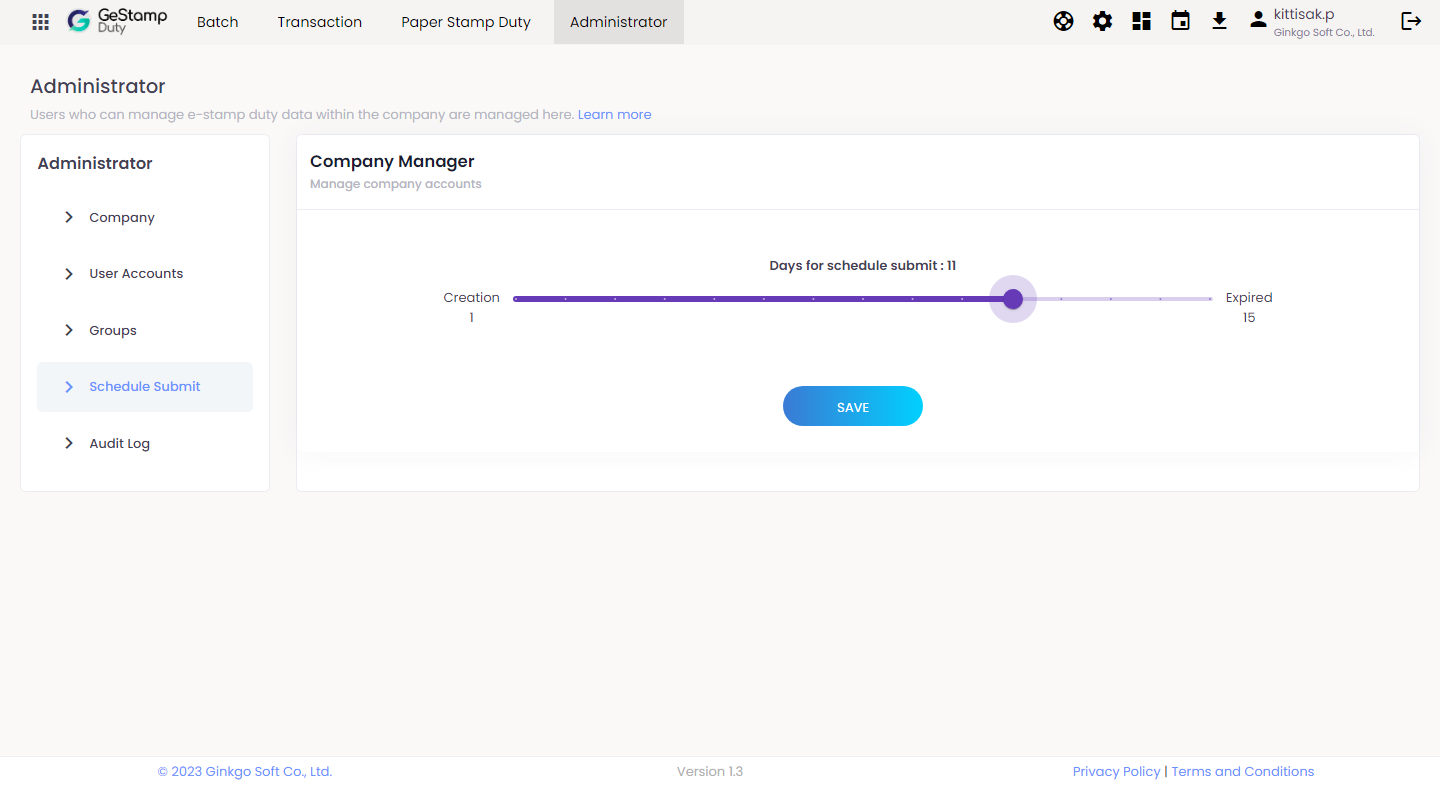 GeStamp
Duty
Batch
Transaction
Paper Stamp Duty
Administrator
kittisak.p
Ginkgo Soft Co., Ltd.
Administrator
Users who can manage e-stamp duty data within the company are managed here. Learn more
Administrator
Company
User Accounts
Groups
Schedule Submit
Audit Log
Company Manager
Manage company accounts
Days for schedule submit : 11
Creation
1
Expired
15
SAVE
© 2023 Ginkgo Soft Co., Ltd.
Version 1.3
Privacy Policy | Terms and Conditions